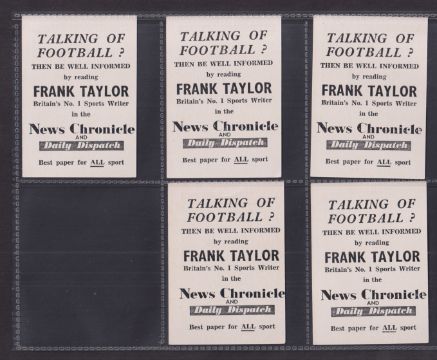 TALKING OF
FOOTBALL ?
THEN BE WELL INFORMED
by reading
FRANK TAYLOR
Britain's No. 1 Sports Writer
in the
News Chronicle
AND
Daily Dispatch
Best paper for ALL sport
TALKING OF
FOOTBALL ?
THEN BE WELL INFORMED
by reading
FRANK TAYLOR
Britain's No. 1 Sports Writer
in the
News Chronicle
AND
Daily Dispatch
Best paper for ALL sport
TALKING OF
FOOTBALL ?
THEN BE WELL INFORMED
by reading
FRANK TAYLOR
Britain's No. 1 Sports Writer
in the
News Chronicle
AND
Daily Dispatch
Best paper for ALL sport
TALKING OF
FOOTBALL ?
THEN BE WELL INFORMED
by reading
FRANK TAYLOR
Britain's No. 1 Sports Writer
in the
News Chronicle
AND
Daily Dispatch
Best paper for ALL sport
TALKING OF
FOOTBALL ?
THEN BE WELL INFORMED
by reading
FRANK TAYLOR
Britain's No. 1 Sports Writer
in the
News Chronicle
AND
Daily Dispatch
Best paper for ALL sport